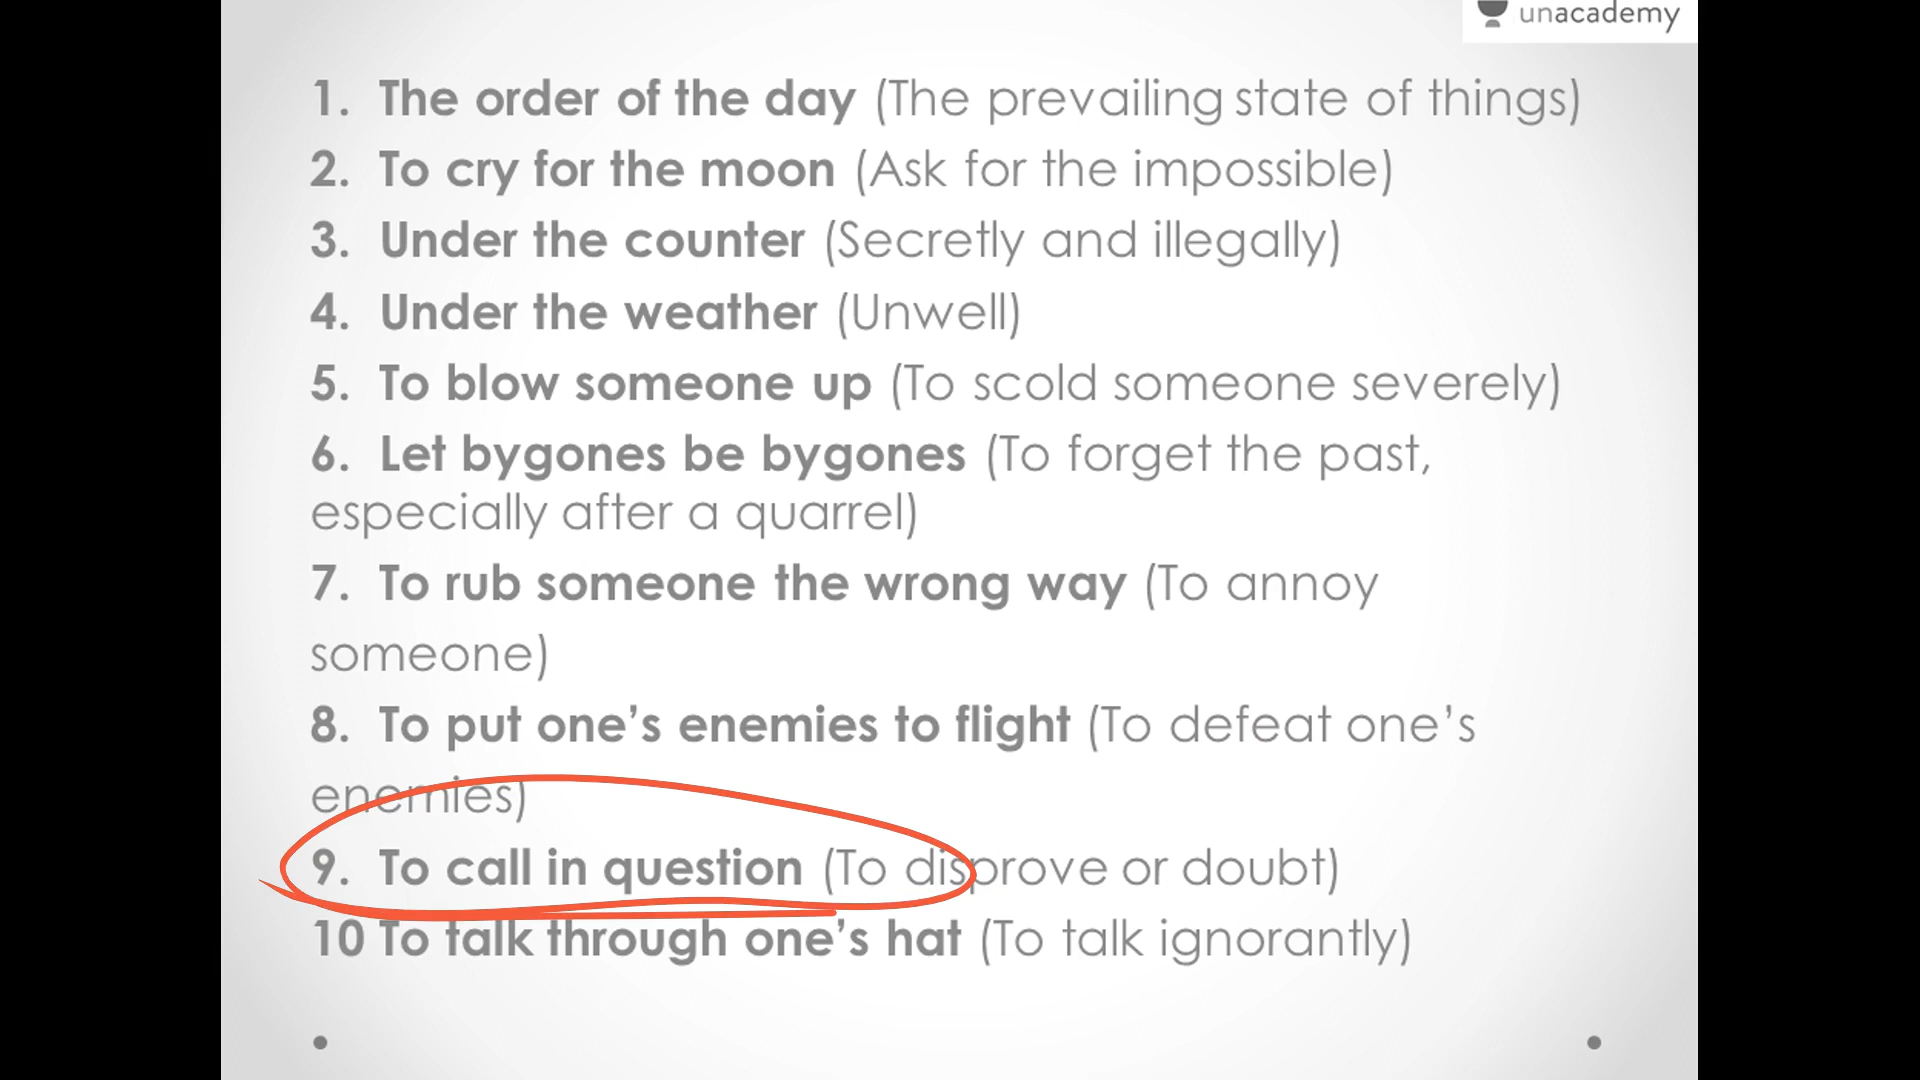 unacademy
1. The order of the day (The prevailing state of things)
2. To cry for the moon (Ask for the impossible)
3. Under the counter (Secretly and illegally)
4. Under the weather (Unwell)
5. To blow someone up (To scold someone severely)
6. Let bygones be bygones (To forget the past,
especially after a quarrel)
7. To rub someone the wrong way (To annoy
someone)
8. To put one’s enemies to flight (To defeat one’s
enemies)
9. To call in question (To disprove or doubt)
10 To talk through one’s hat (To talk ignorantly)